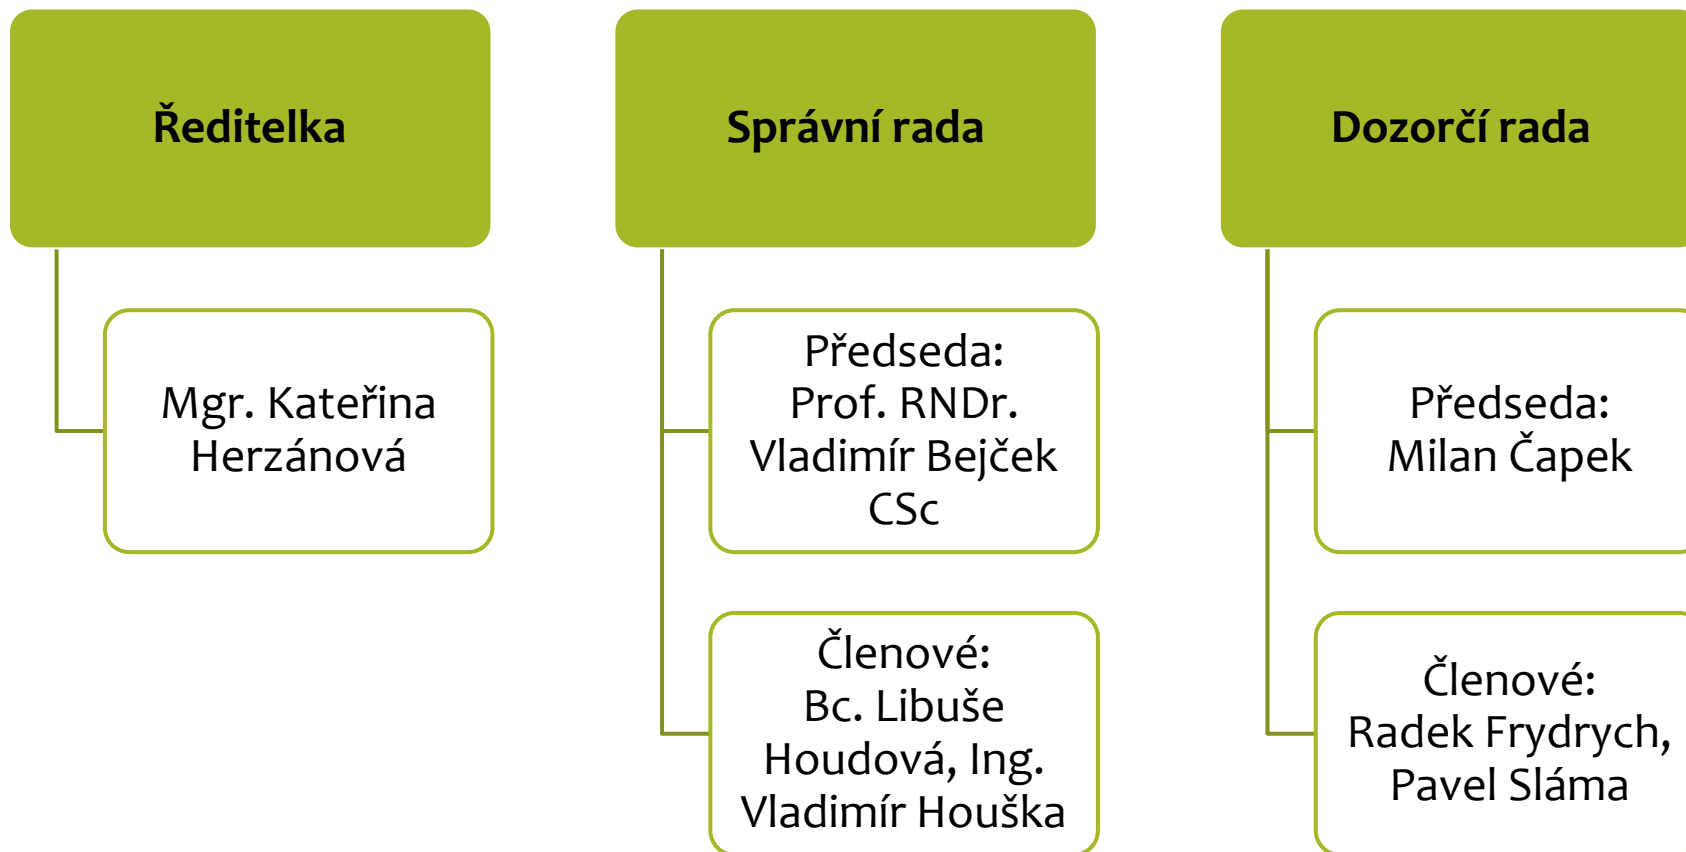 Ředitelka
Mgr. Kateřina
Herzánová
Správní rada
Předseda:
Prof. RNDr.
Vladimír Bejček
CSc
Členové:
Bc. Libuše
Houdová, Ing.
Vladimír Houška
Dozorčí rada
Předseda:
Milan Čapek
Členové:
Radek Frydrych,
Pavel Sláma